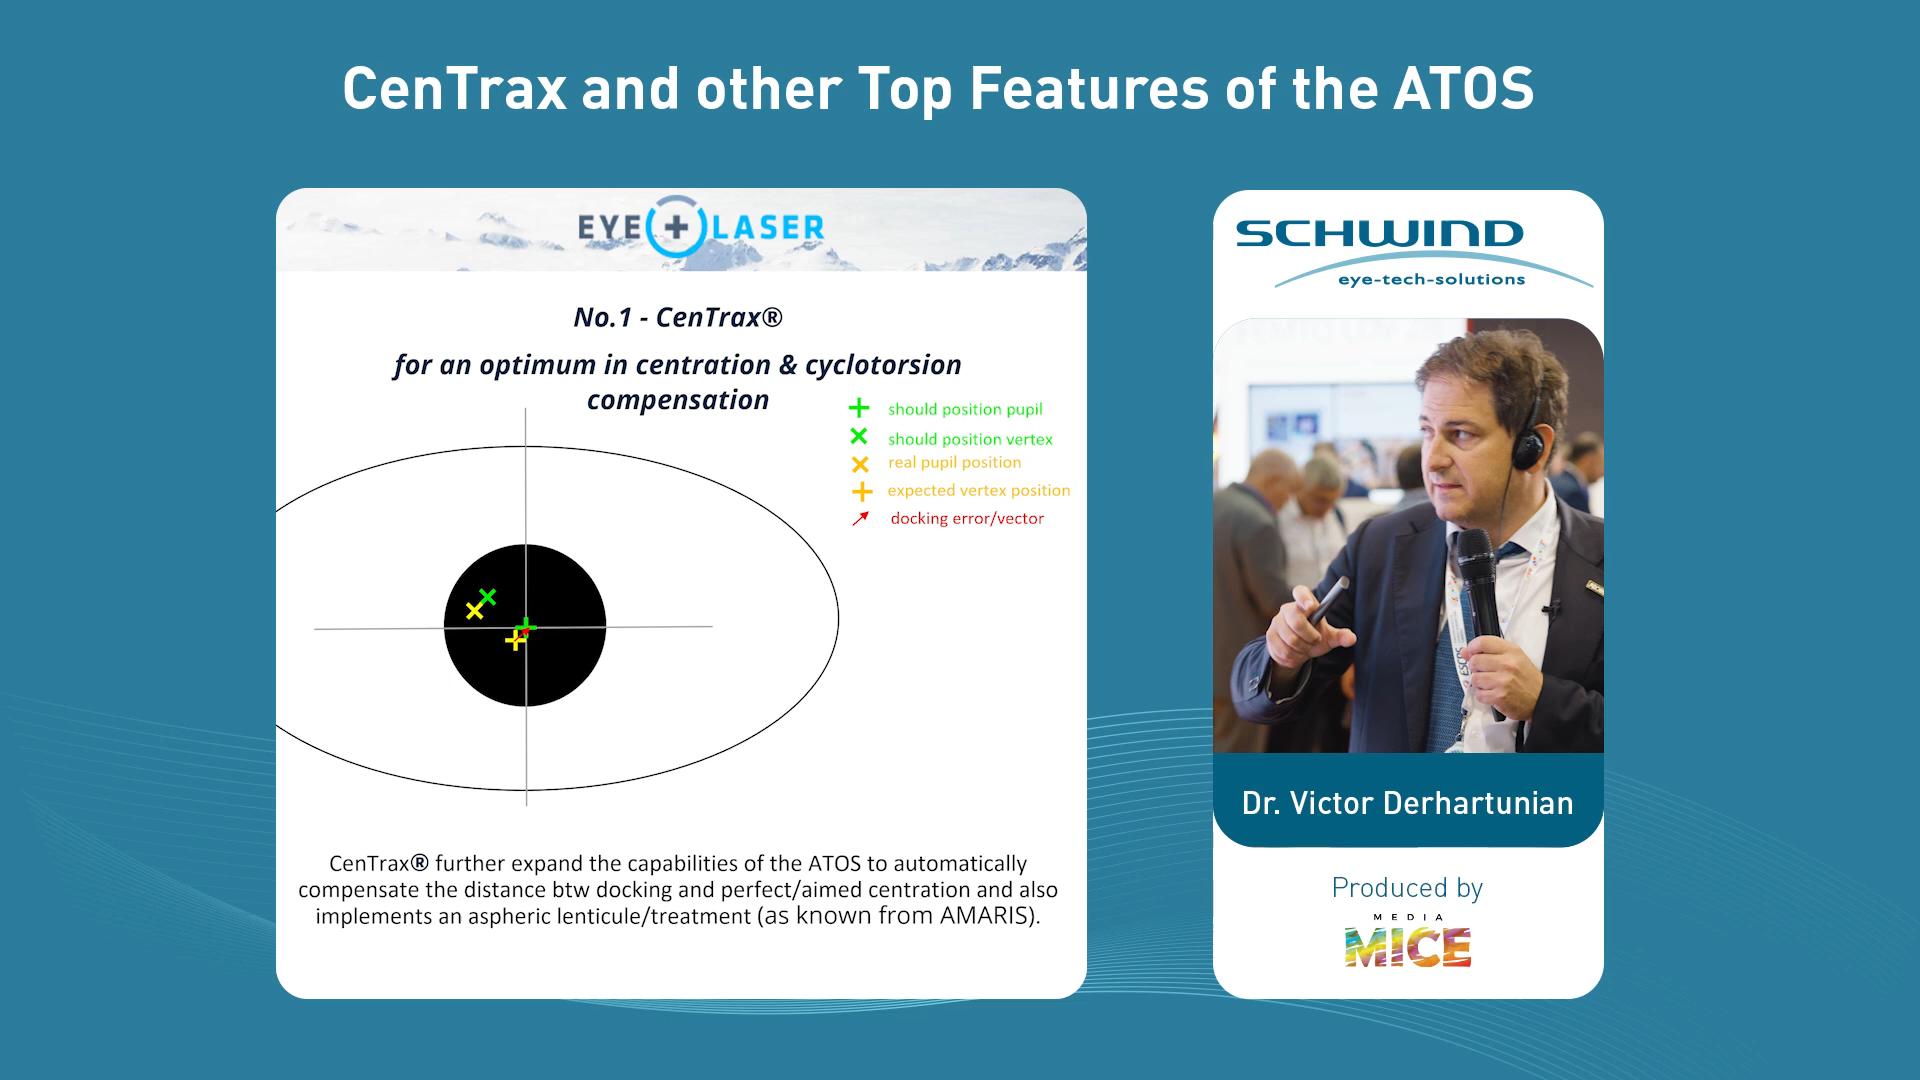 CenTrax and other Top Features of the ATOS
EYE LASER
No.1 - CenTrax®
for an optimum in centration & cyclotorsion
compensation
should position pupil
should position vertex
real pupil position
expected vertex position
docking error/vector
CenTrax® further expand the capabilities of the ATOS to automatically
compensate the distance btw docking and perfect/aimed centration and also
implements an aspheric lenticule/treatment (as known from AMARIS).
SCHWIND
eye-tech-solutions
ESCRS
Dr. Victor Derhartunian
Produced by
MEDIA
MICE